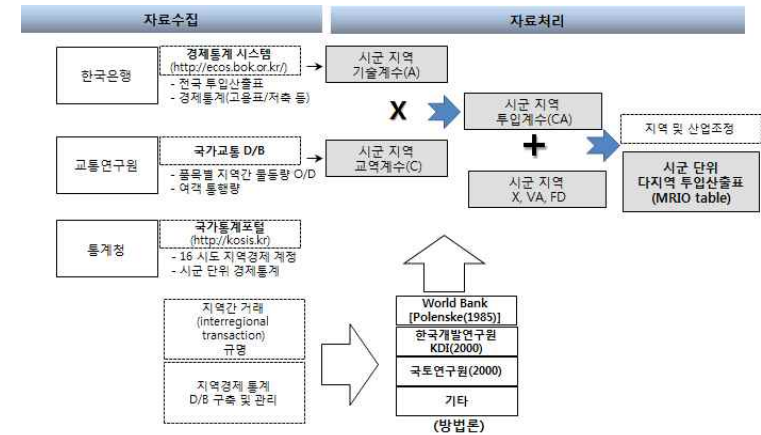 자료수집
자료처리
한국은행
경제통계 시스템
(http://ecos.bok.or.kr/)
- 전국 투입산출표
- 경제통계(고용표/저축 등)
시군 지역
기술계수(A)
X
시군 지역
투입계수(CA)
+
지역 및 산업조정
교통연구원
국가교통 D/B
- 품목별 지역간 물동량 O/D
- 여객 통행량
시군 지역
교역계수(C)
시군 지역
X, VA, FD
시군 단위
다지역 투입산출표
(MRIO table)
통계청
국가통계포털
(http://kosis.kr)
- 16 시도 지역경제 계정
- 시군 단위 경제통계
지역간 거래
(interregional
transaction)
규명
지역경제 통계
D/B 구축 및 관리
World Bank
[Polenske(1985)]
한국개발연구원
KDI(2000)
국토연구원(2000)
기타
(방법론)